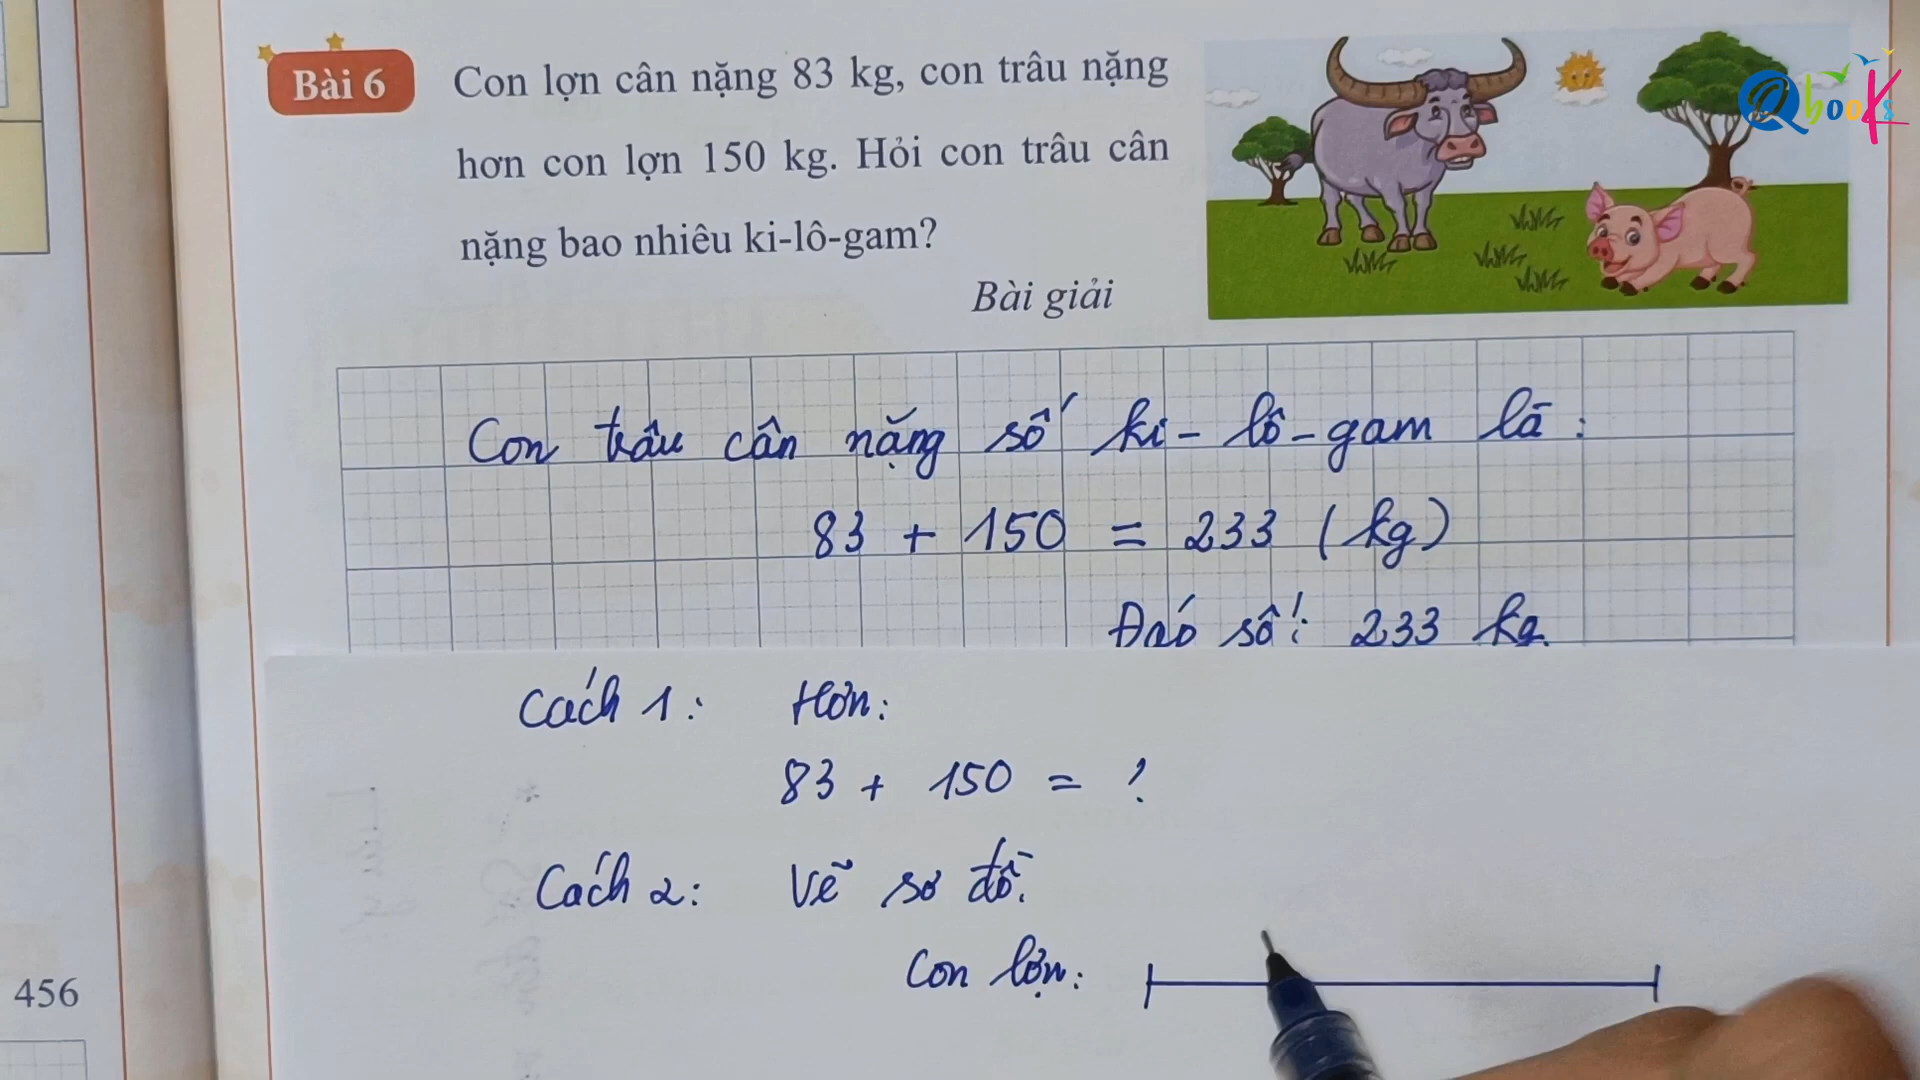 Bài 6
Con lợn cân nặng 83 kg, con trâu nặng
hơn con lợn 150 kg. Hỏi con trâu cân
nặng bao nhiêu ki-lô-gam?
Bài giải
Qbooks
Con trâu cân nặng số ki-lô-gam là:
83 + 150 = 233 (kg)
Đáp số: 233 kg
Cách 1: Hơn:
83 + 150 = ?
Cách 2: Vẽ sơ đồ:
Con lợn:
456